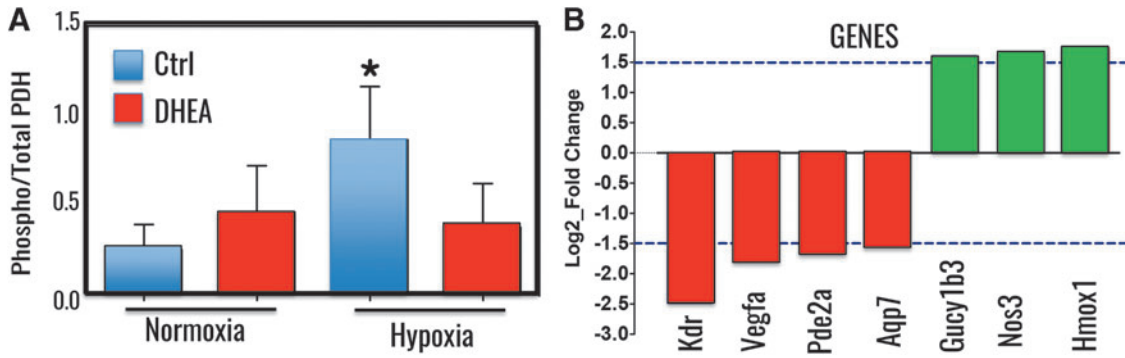 A
Phospho/Total PDH
1.5
1.0
0.5
0.0
Ctrl
DHEA
*
Normoxia
Hypoxia
B
GENES
Log2_Fold Change
2.0
1.5
1.0
0.5
0.0
-0.5
-1.0
-1.5
-2.0
-2.5
-3.0
Kdr
Vegfa
Pde2a
Aqp7
Gucy1b3
Nos3
Hmox1